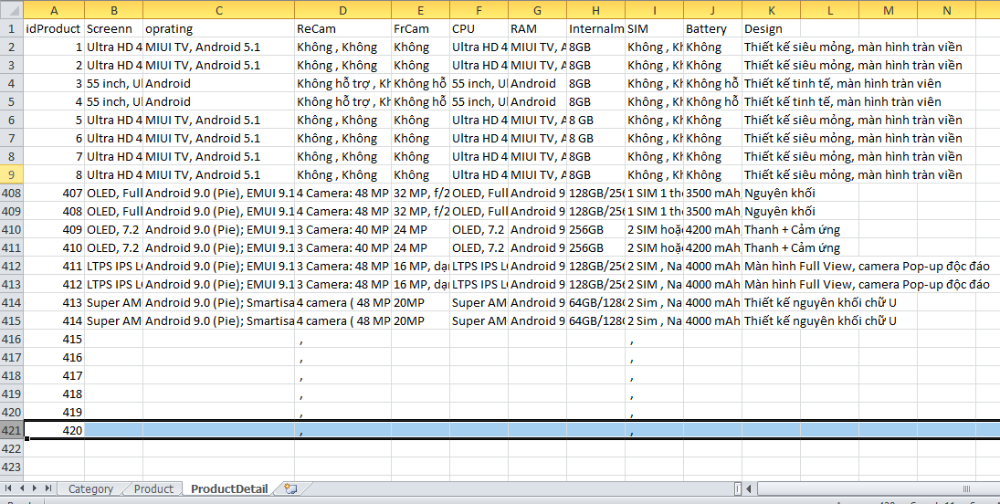 A B C D E F G H I J K L M N
1 idProduct Screenn oprating ReCam FrCam CPU RAM Internalm SIM Battery Design
2 1 Ultra HD 4 MIUI TV, Android 5.1 Không , Không Không Ultra HD 4 MIUI TV, A 8GB Không , Kh Không Thiết kế siêu mỏng, màn hình tràn viền
3 2 Ultra HD 4 MIUI TV, Android 5.1 Không , Không Không Ultra HD 4 MIUI TV, A 8GB Không , Kh Không Thiết kế siêu mỏng, màn hình tràn viền
4 3 55 inch, Ul Android Không hỗ trợ , Kh Không hỗ 55 inch, Ul Android 8GB Không , Kh Không hỗ Thiết kế tinh tế, màn hình tràn viên
5 4 55 inch, Ul Android Không hỗ trợ , Kh Không hỗ 55 inch, Ul Android 8GB Không , Kh Không hỗ Thiết kế tinh tế, màn hình tràn viên
6 5 Ultra HD 4 MIUI TV, Android 5.1 Không , Không Không Ultra HD 4 MIUI TV, A 8 GB Không , Kh Không Thiết kế siêu mỏng, màn hình tràn viền
7 6 Ultra HD 4 MIUI TV, Android 5.1 Không , Không Không Ultra HD 4 MIUI TV, A 8 GB Không , Kh Không Thiết kế siêu mỏng, màn hình tràn viền
8 7 Ultra HD 4 MIUI TV, Android 5.1 Không , Không Không Ultra HD 4 MIUI TV, A 8GB Không , Kh Không Thiết kế siêu mỏng, màn hình tràn viền
9 8 Ultra HD 4 MIUI TV, Android 5.1 Không , Không Không Ultra HD 4 MIUI TV, A 8GB Không , Kh Không Thiết kế siêu mỏng, màn hình tràn viền
408 407 OLED, Full Android 9.0 (Pie), EMUI 9.1 4 Camera: 48 MP 32 MP, f/2 OLED, Full Android 9 128GB/256 1 SIM 1 thẻ 3500 mAh, Nguyên khối
409 408 OLED, Full Android 9.0 (Pie), EMUI 9.1 4 Camera: 48 MP 32 MP, f/2 OLED, Full Android 9 128GB/256 1 SIM 1 thẻ 3500 mAh, Nguyên khối
410 409 OLED, 7.2 Android 9.0 (Pie); EMUI 9.1 3 Camera: 40 MP 24 MP OLED, 7.2 Android 9 256GB 2 SIM hoặc 4200 mAh, Thanh + Cảm ứng
411 410 OLED, 7.2 Android 9.0 (Pie); EMUI 9.1 3 Camera: 40 MP 24 MP OLED, 7.2 Android 9 256GB 2 SIM hoặc 4200 mAh, Thanh + Cảm ứng
412 411 LTPS IPS LC Android 9.0 (Pie); EMUI 9.1 3 Camera: 48 MP 16 MP, dạn LTPS IPS LC Android 9 128GB/256 2 SIM , Na 4000 mAh Màn hình Full View, camera Pop-up độc đáo
413 412 LTPS IPS LC Android 9.0 (Pie); EMUI 9.1 3 Camera: 48 MP 16 MP, dạn LTPS IPS LC Android 9 128GB/256 2 SIM , Na 4000 mAh Màn hình Full View, camera Pop-up độc đáo
414 413 Super AM Android 9.0 (Pie); Smartisa 4 camera ( 48 MP 20MP Super AM Android 9 64GB/128G 2 Sim , Na 4000 mAh Thiết kế nguyên khối chữ U
415 414 Super AM Android 9.0 (Pie); Smartisa 4 camera ( 48 MP 20MP Super AM Android 9 64GB/128G 2 Sim , Na 4000 mAh Thiết kế nguyên khối chữ U
416 415 , ,
417 416 , ,
418 417 , ,
419 418 , ,
420 419 , ,
421 420 , ,
422
423
Category Product ProductDetail